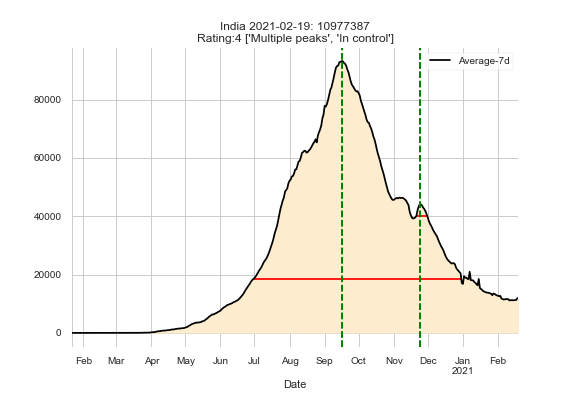 India 2021-02-19: 10977387
Rating:4 ['Multiple peaks', 'In control']
Average-7d
80000
60000
40000
20000
0
Feb Mar Apr May Jun Jul Aug Sep Oct Nov Dec Jan Feb
2021
Date